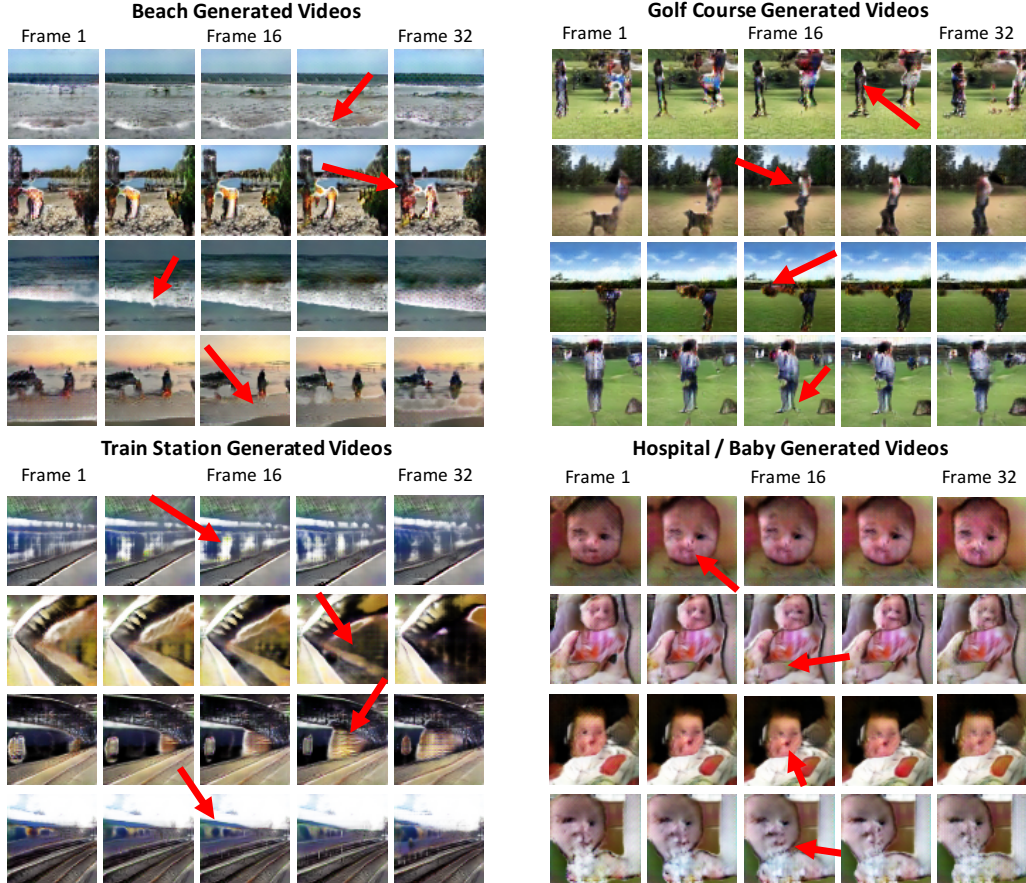 Beach Generated Videos
Frame 1 Frame 16 Frame 32
Golf Course Generated Videos
Frame 1 Frame 16 Frame 32
Train Station Generated Videos
Frame 1 Frame 16 Frame 32
Hospital / Baby Generated Videos
Frame 1 Frame 16 Frame 32